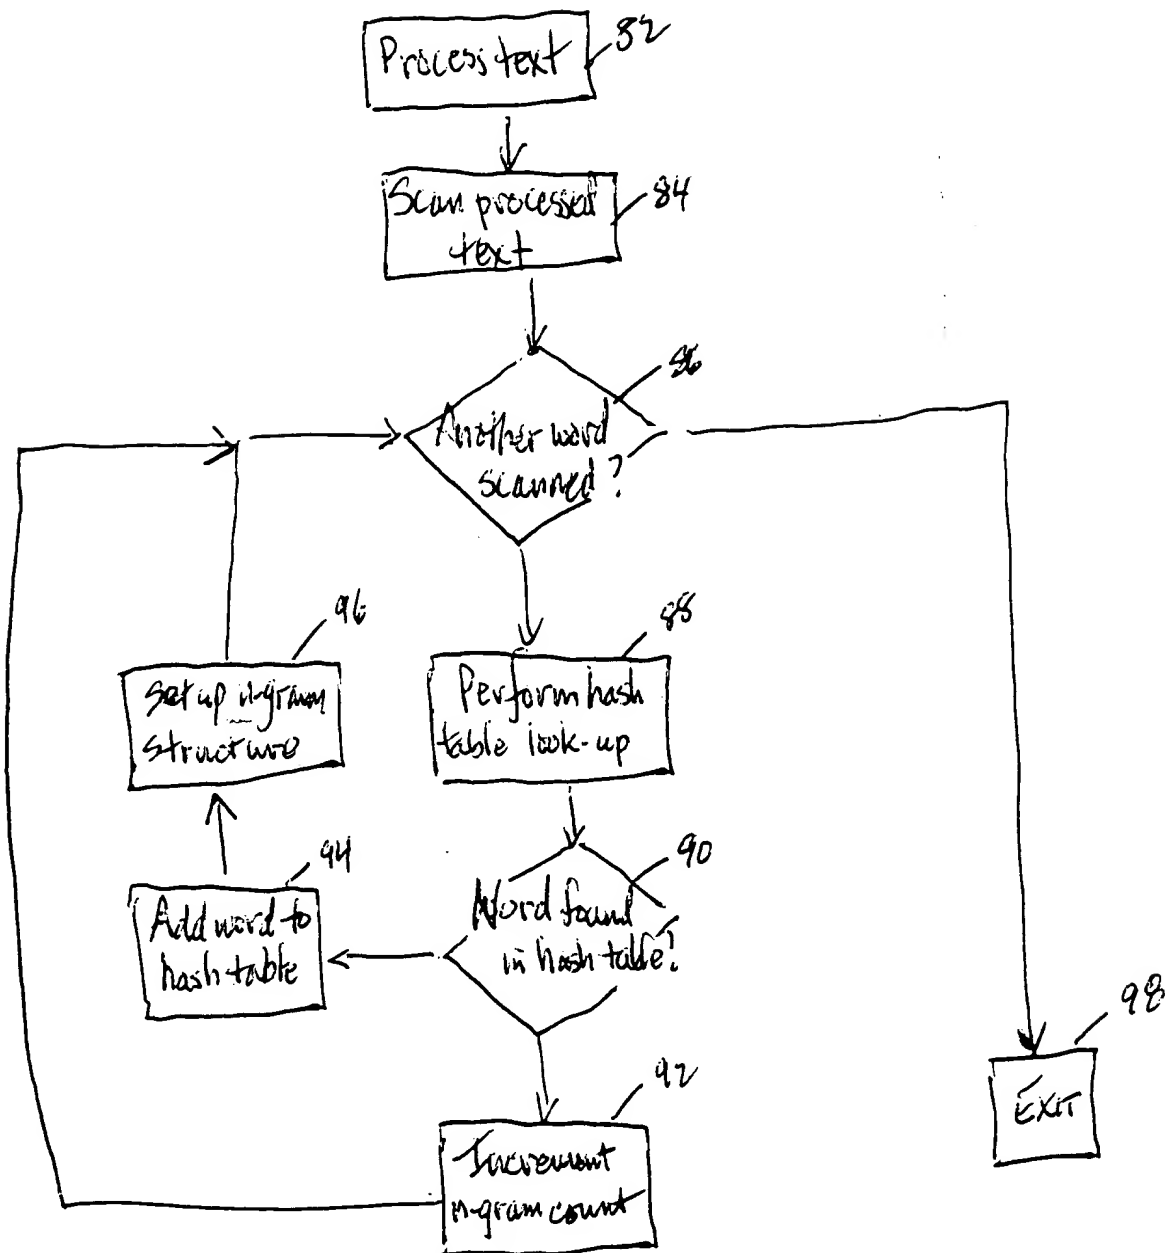 Process text
82
Scan processed
text
84
86
Another word
scanned?
96
88
Set up n-gram
structure
Perform hash
table look-up
94
90
Add word to
hash table
Word found
in hash table?
98
EXIT
92
Increment
n-gram count